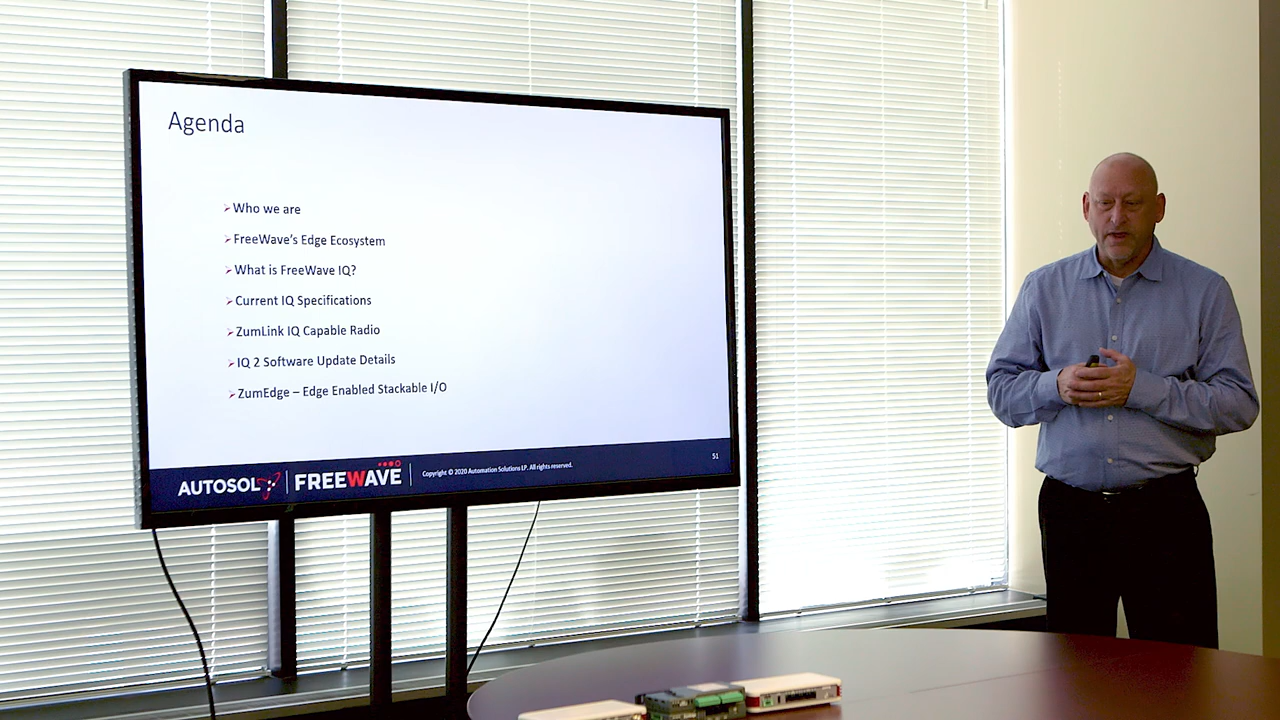 Agenda
➢Who we are
➢FreeWave's Edge Ecosystem
➢What is FreeWave IQ?
➢Current IQ Specifications
➢ZumLink IQ Capable Radio
➢IQ 2 Software Update Details
➢ZumEdge – Edge Enabled Stackable I/O
51
AUTOSOL FREEWAVE Copyright © 2020 Automation Solutions LP. All rights reserved.